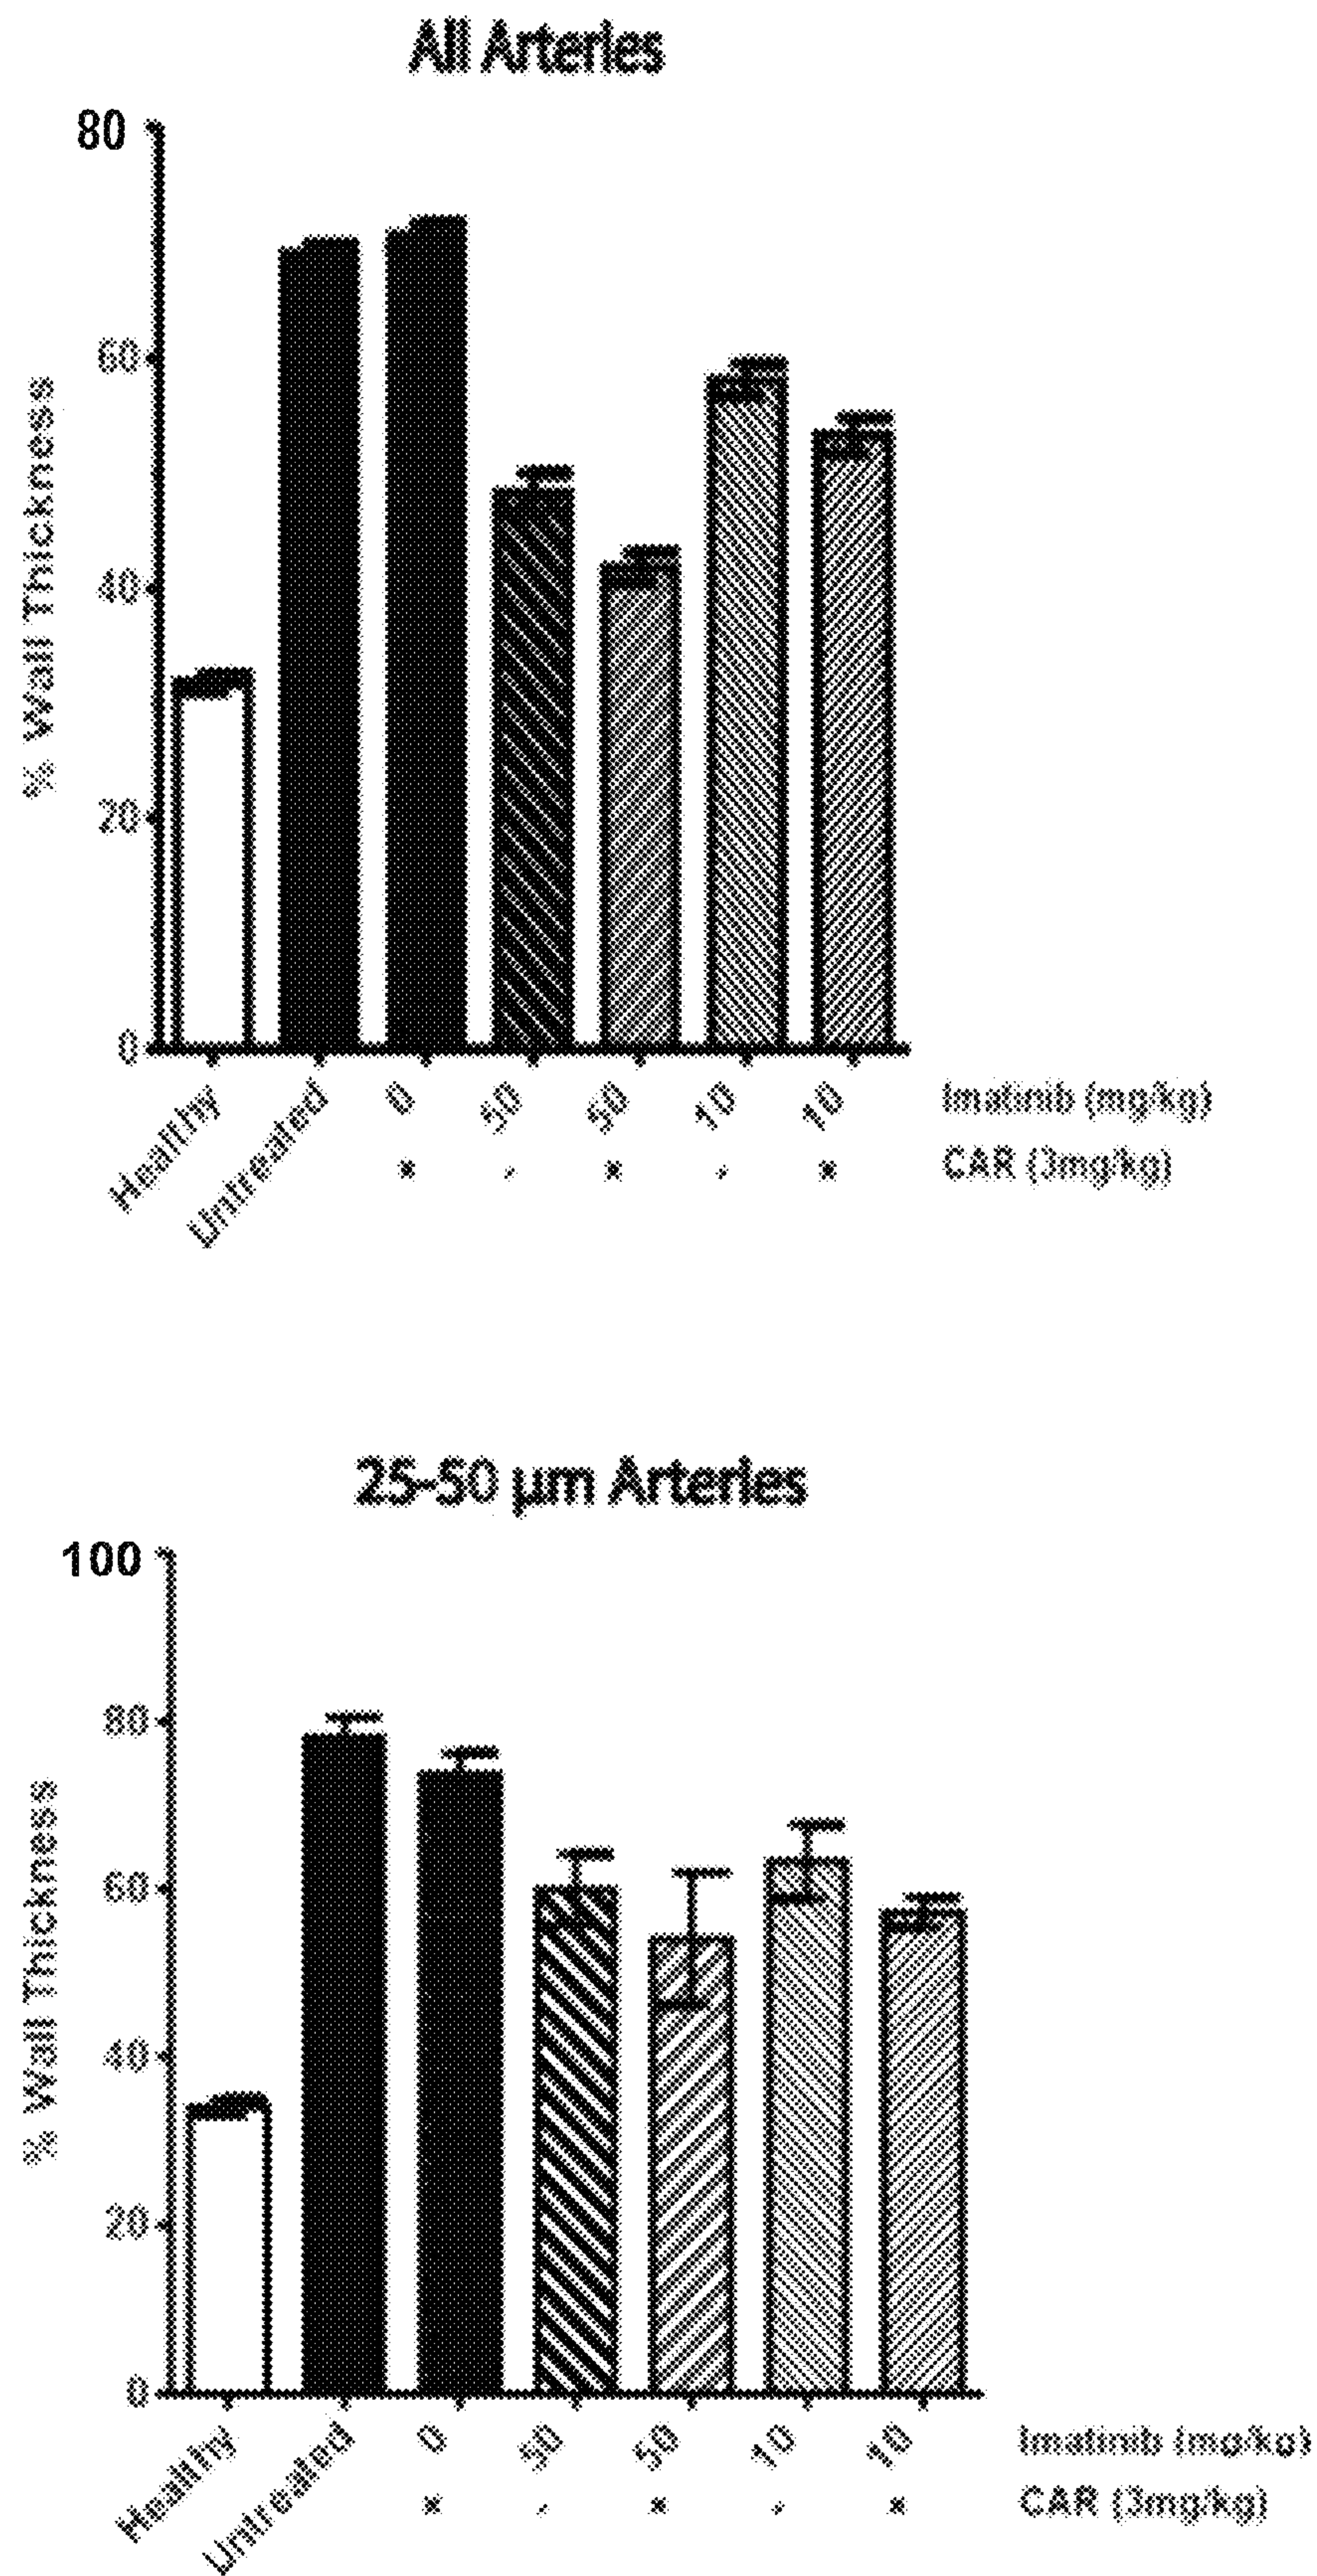 All Arteries
80
60
40
20
0
% Wall Thickness
Healthy Untreated 0 50 50 10 10 Imatinib (mg/kg)
+ - + - + CAR (3mg/kg)
25-50 µm Arteries
100
80
60
40
20
0
% Wall Thickness
Healthy Untreated 0 50 50 10 10 Imatinib (mg/kg)
+ - + - + CAR (3mg/kg)